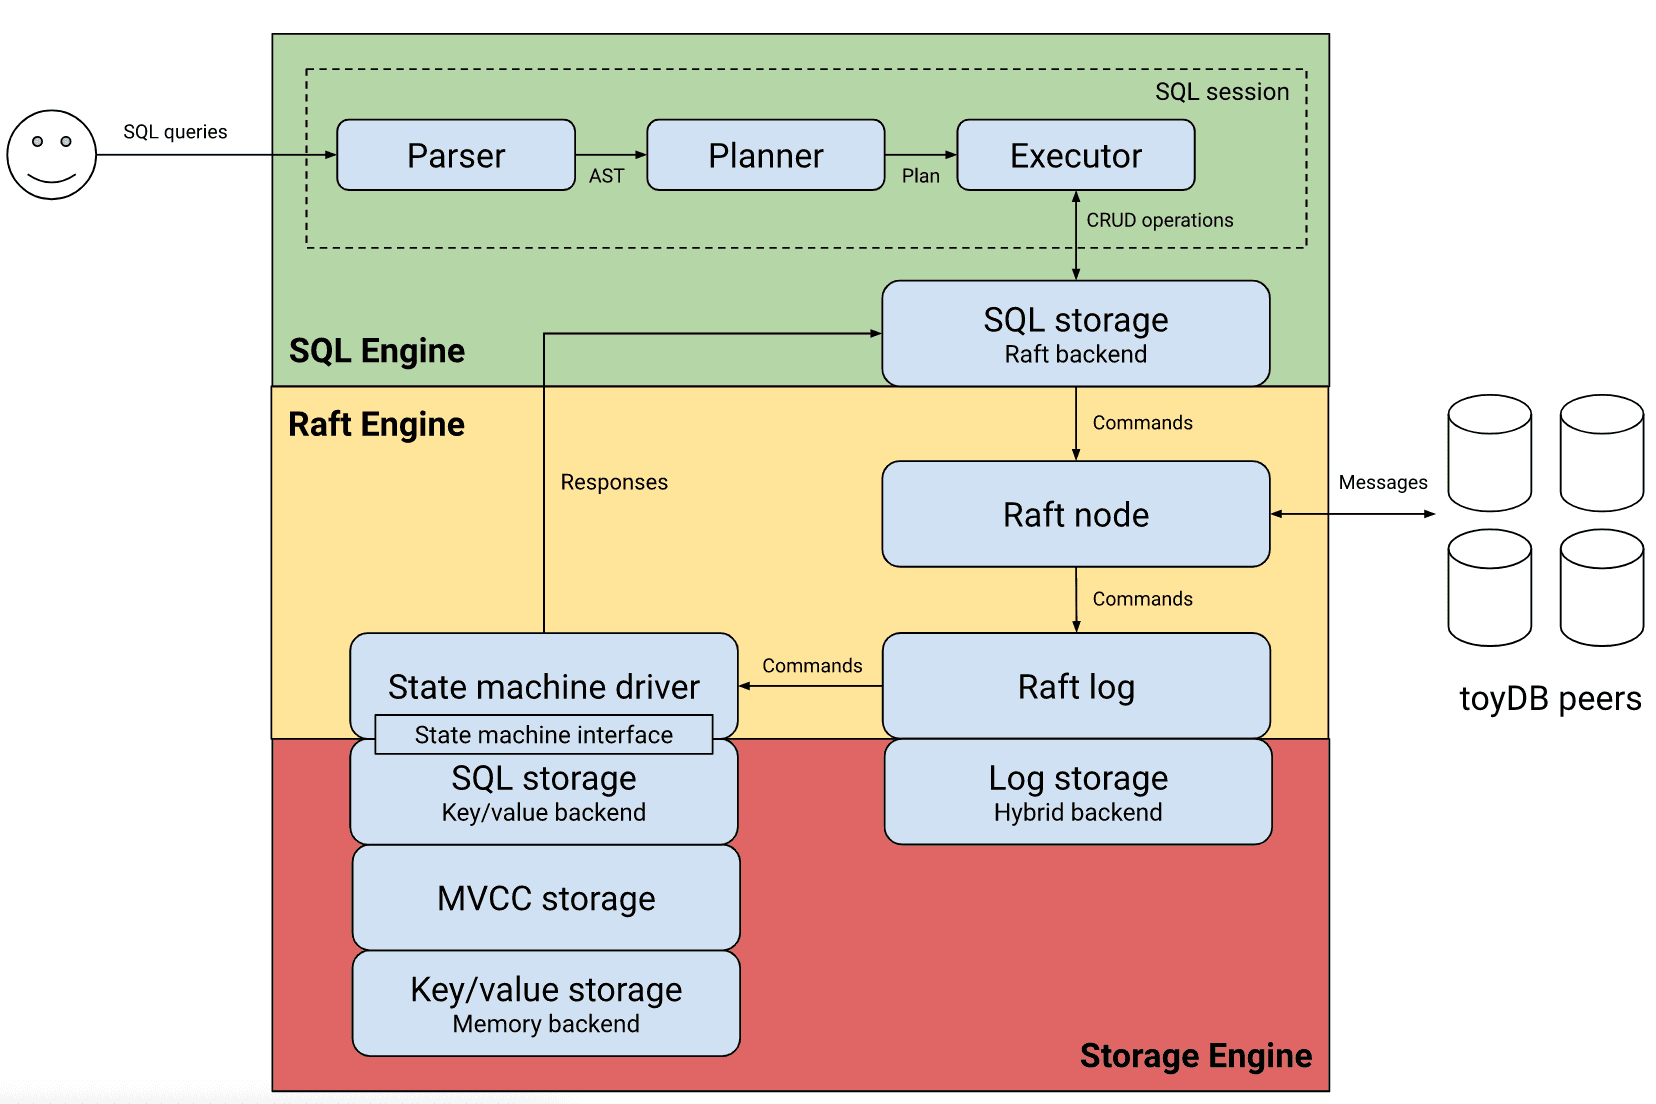 SQL session
SQL queries
Parser
AST
Planner
Plan
Executor
CRUD operations
SQL storage
Raft backend
SQL Engine
Raft Engine
Commands
Responses
Raft node
Messages
Commands
State machine driver
Commands
Raft log
toyDB peers
State machine interface
SQL storage
Key/value backend
Log storage
Hybrid backend
MVCC storage
Key/value storage
Memory backend
Storage Engine